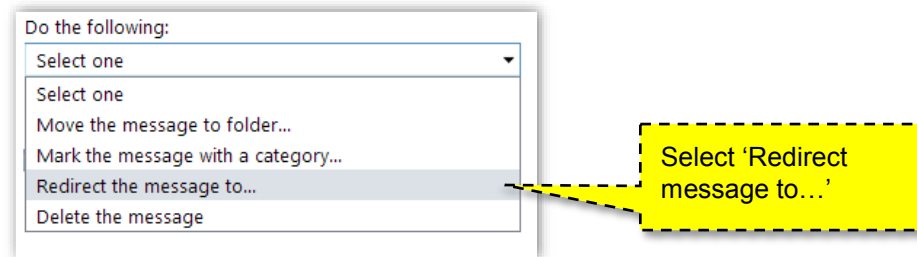 Do the following:
Select one
Select one
Move the message to folder...
Mark the message with a category...
Redirect the message to...
Delete the message
Select ‘Redirect
message to…’